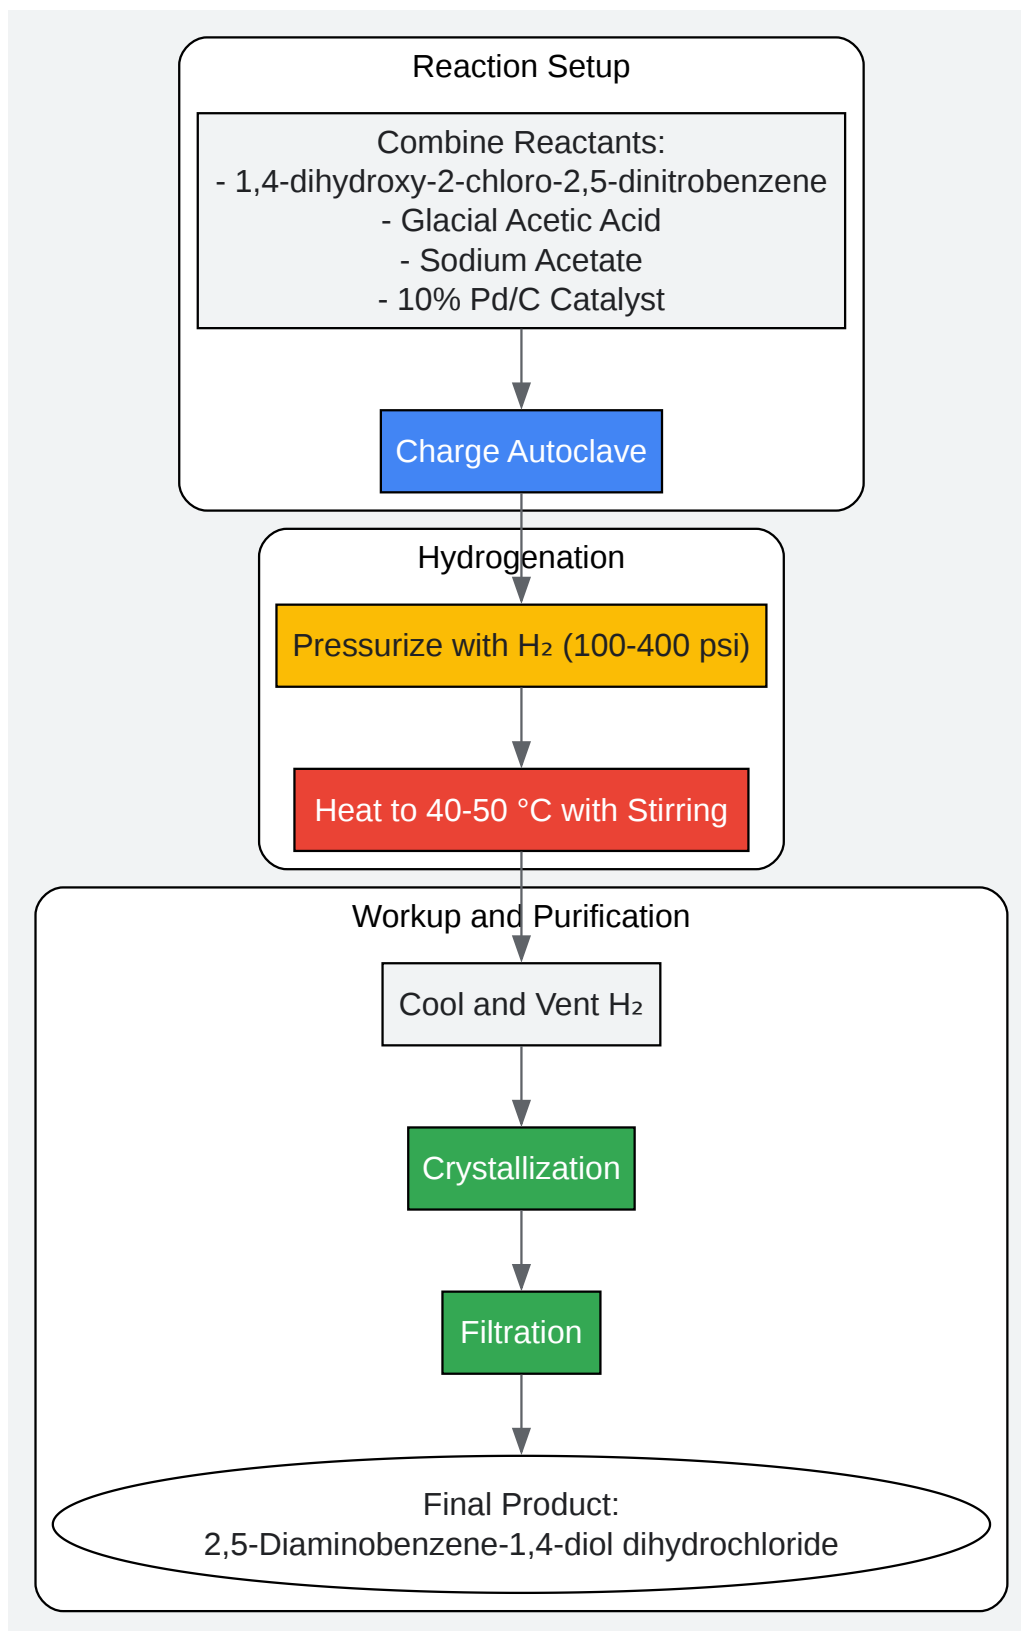 Reaction Setup
Combine Reactants:
- 1,4-dihydroxy-2-chloro-2,5-dinitrobenzene
- Glacial Acetic Acid
- Sodium Acetate
- 10% Pd/C Catalyst
Charge Autoclave
Hydrogenation
Pressurize with H₂ (100-400 psi)
Heat to 40-50 °C with Stirring
Workup and Purification
Cool and Vent H₂
Crystallization
Filtration
Final Product:
2,5-Diaminobenzene-1,4-diol dihydrochloride